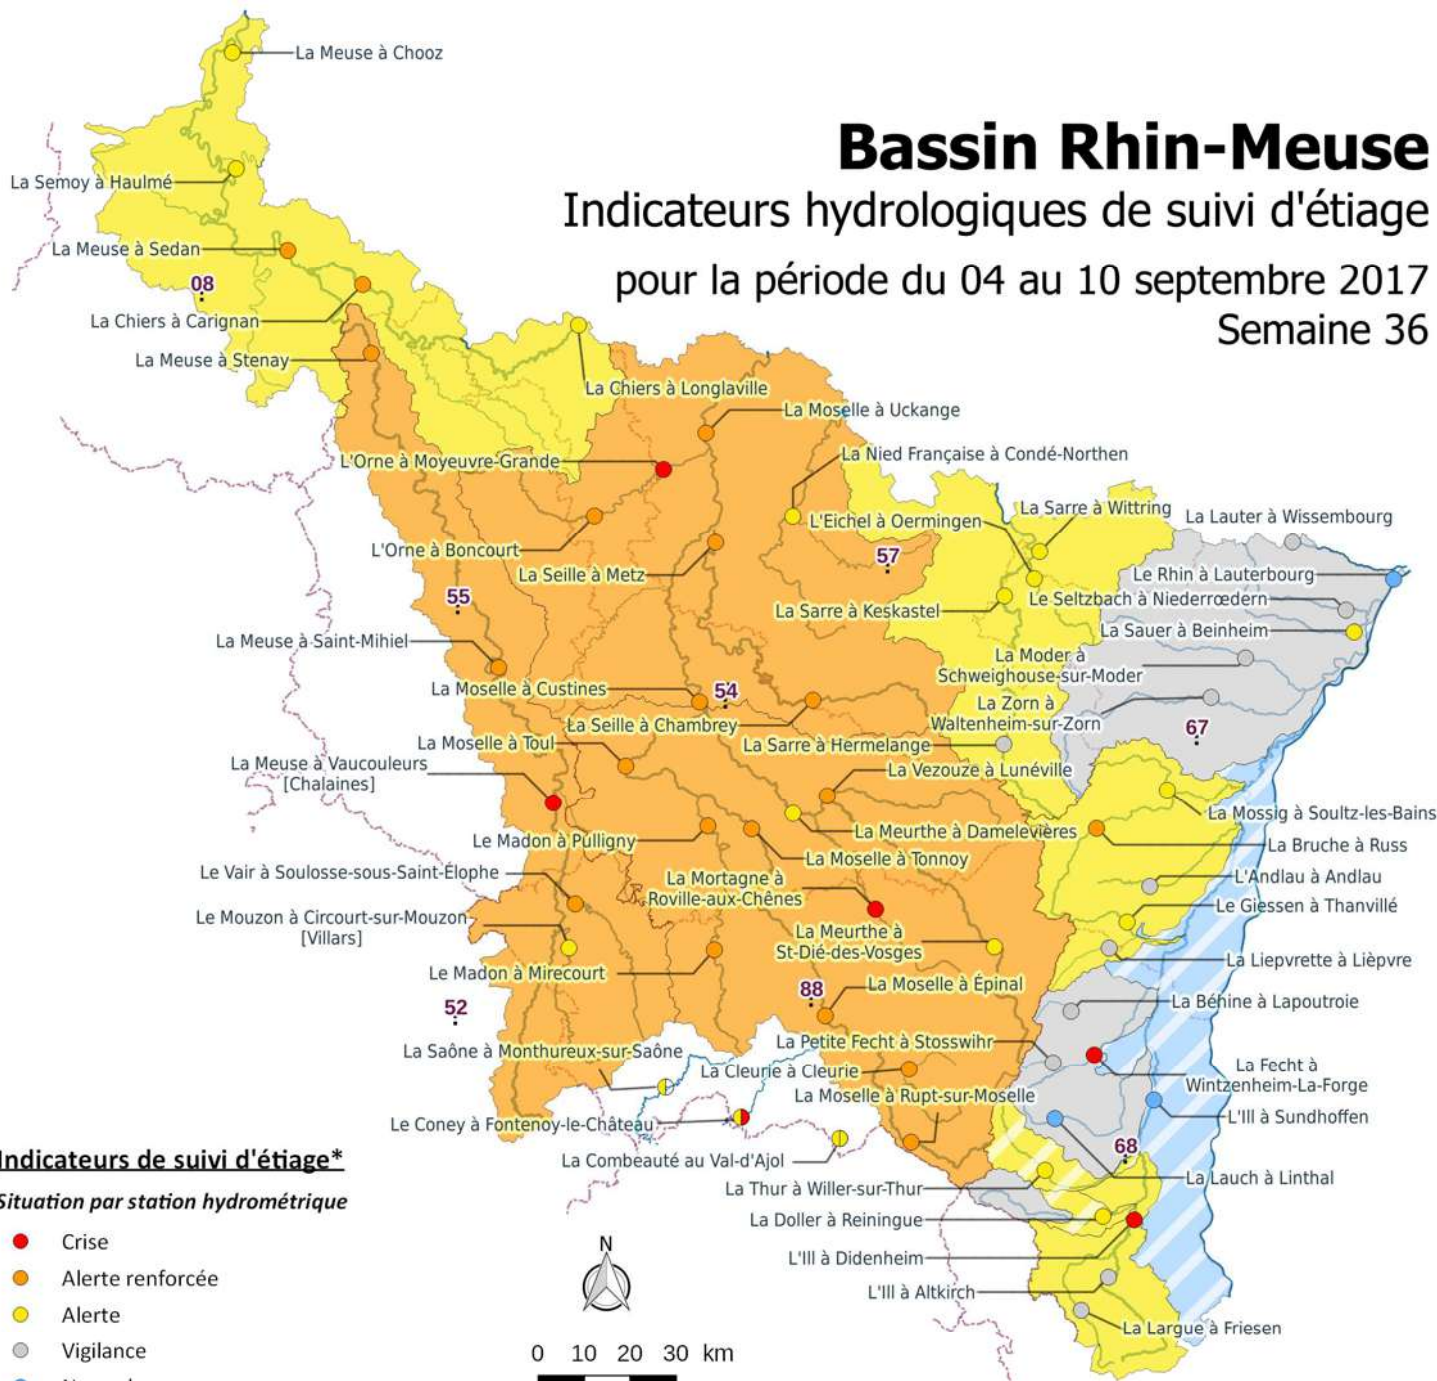 Bassin Rhin-Meuse
Indicateurs hydrologiques de suivi d'étiage
pour la période du 04 au 10 septembre 2017
Semaine 36
La Meuse à Chooz
La Semoy à Haulmé
La Meuse à Sedan
08
La Chiers à Carignan
La Meuse à Stenay
La Chiers à Longlaville
La Moselle à Uckange
L'Orne à Moyeuvre-Grande
La Nied Française à Condé-Northen
L'Eichel à Oermingen
La Sarre à Wittring
La Lauter à Wissembourg
L'Orne à Boncourt
La Seille à Metz
57
Le Rhin à Lauterbourg
55
La Sarre à Keskastel
Le Seltzbach à Niederrœdern
La Sauer à Beinheim
La Meuse à Saint-Mihiel
La Moder à
Schweighouse-sur-Moder
La Moselle à Custines
54
La Seille à Chambrey
La Zorn à
Waltenheim-sur-Zorn
67
La Moselle à Toul
La Sarre à Hermelange
La Meuse à Vaucouleurs
[Chalaines]
La Vezouze à Lunéville
La Mossig à Soultz-les-Bains
Le Madon à Pulligny
La Meurthe à Damelevières
La Bruche à Russ
La Moselle à Tonnoy
Le Vair à Soulosse-sous-Saint-Élophe
La Mortagne à
Roville-aux-Chênes
L'Andlau à Andlau
Le Mouzon à Circourt-sur-Mouzon
[Villars]
La Meurthe à
St-Dié-des-Vosges
Le Giessen à Thanvillé
La Liepvrette à Lièpvre
Le Madon à Mirecourt
52
88
La Moselle à Épinal
La Béhine à Lapoutroie
La Saône à Monthureux-sur-Saône
La Petite Fecht à Stosswihr
La Cleurie à Cleurie
La Fecht à
Wintzenheim-La-Forge
La Moselle à Rupt-sur-Moselle
Le Coney à Fontenoy-le-Château
L'Ill à Sundhoffen
La Combeauté au Val-d'Ajol
68
La Lauch à Linthal
La Thur à Willer-sur-Thur
La Doller à Reiningue
L'Ill à Didenheim
L'Ill à Altkirch
La Largue à Friesen
Indicateurs de suivi d'étiage*
Situation par station hydrométrique
Crise
Alerte renforcée
Alerte
Vigilance
N
0 10 20 30 km